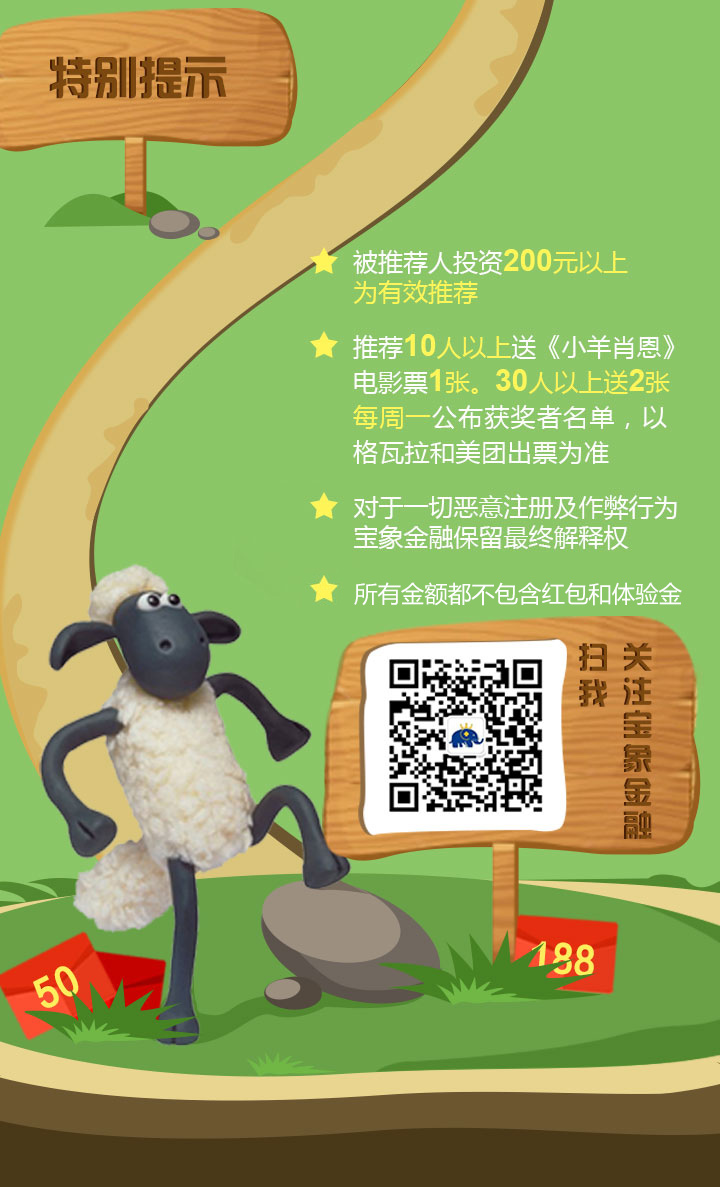 特别提示
被推荐人投资200元以上
为有效推荐
推荐10人以上送《小羊肖恩》
电影票1张。30人以上送2张
每周一公布获奖者名单，以
格瓦拉和美团出票为准
对于一切恶意注册及作弊行为
宝象金融保留最终解释权
所有金额都不包含红包和体验金
扫我
关注宝象金融
50
188